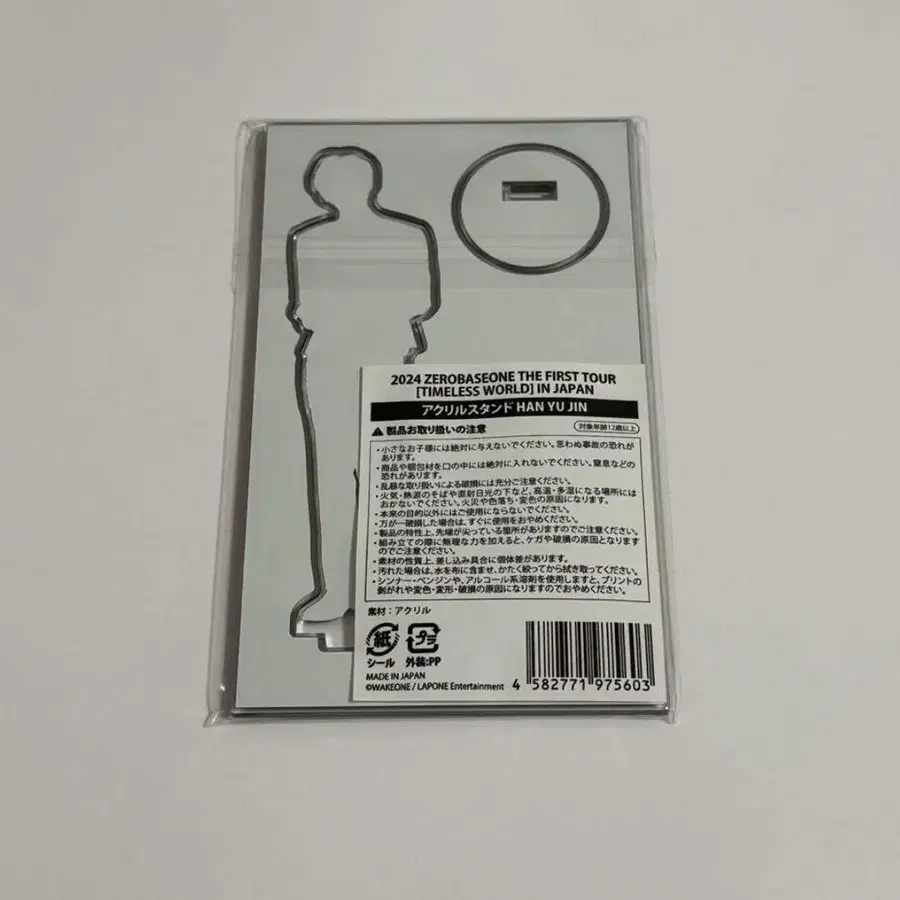 2024 ZEROBASEONE THE FIRST TOUR
[TIMELESS WORLD] IN JAPAN
アクリルスタンド HAN YU JIN
⚠製品お取り扱いの注意
対象年齢12歳以上
・小さなお子様には絶対に与えないでください。思わぬ事故の恐れが
あります。
・商品や梱包材を口の中には絶対に入れないでください。窒息などの
恐れがあります。
・乱暴な取り扱いによる破損には充分ご注意ください。
・火気・熱源のそばや直射日光の下など、高温・多湿になる場所には
おかないでください。火災や色落ち・変色の原因になります。
・本来の目的以外にはご使用にならないでください。
・万が一破損した場合は、すぐに使用をおやめください。
・製品の特性上、先端が尖っている箇所がありますのでご注意ください。
・組み立ての際に無理な力を加えると、ケガや破損の原因となります
のでご注意ください。
・素材の性質上、差し込み具合に個体差があります。
・汚れた場合は、水を布に含ませ、かたく絞ってから拭き取ってください。
・シンナー・ベンジンや、アルコール系溶剤を使用しますと、プリントの
剥がれや変色・変形・破損の原因になりますのでおやめください。
素材：アクリル
紙 プラ
シール 外装:PP
MADE IN JAPAN
©WAKEONE / LAPONE Entertainment
4 582771 975603